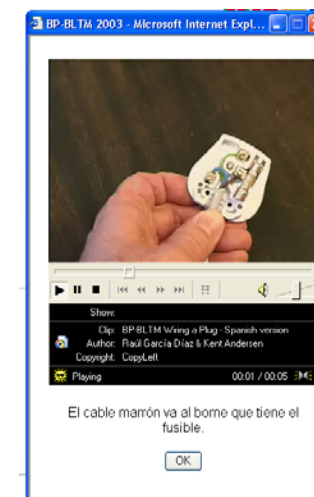 BP-BLTM 2003 - Microsoft Internet Expl...
Show:
Clip: BP-BLTM Wiring a Plug - Spanish version
Author: Raúl García Díaz & Kent Andersen
Copyright: CopyLeft
Playing 00:01 / 00:05
El cable marrón va al borne que tiene el
fusible.
OK